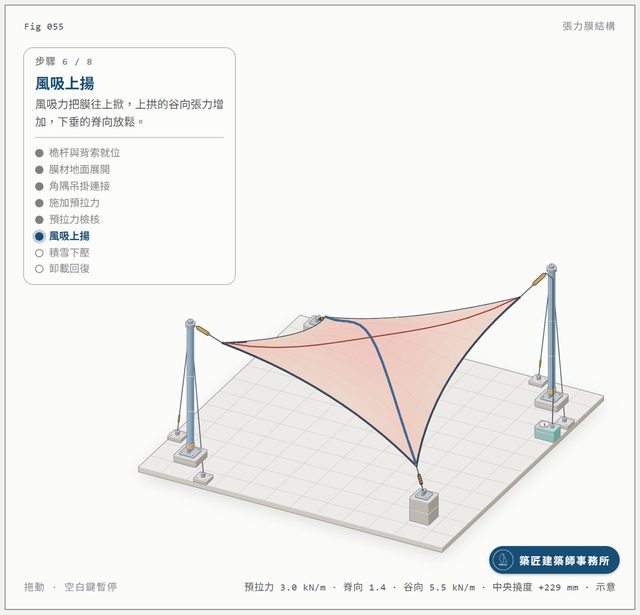 Fig 055
張力膜結構
步驟 6 / 8
風吸上揚
風吸力把膜往上掀，上拱的谷向張力增
加，下垂的脊向放鬆。
桅杆與背索就位
膜材地面展開
角隅吊掛連接
施加預拉力
預拉力檢核
風吸上揚
積雪下壓
卸載回復
築匠建築師事務所
拖動 · 空白鍵暫停
預拉力 3.0 kN/m · 脊向 1.4 · 谷向 5.5 kN/m · 中央撓度 +229 mm · 示意